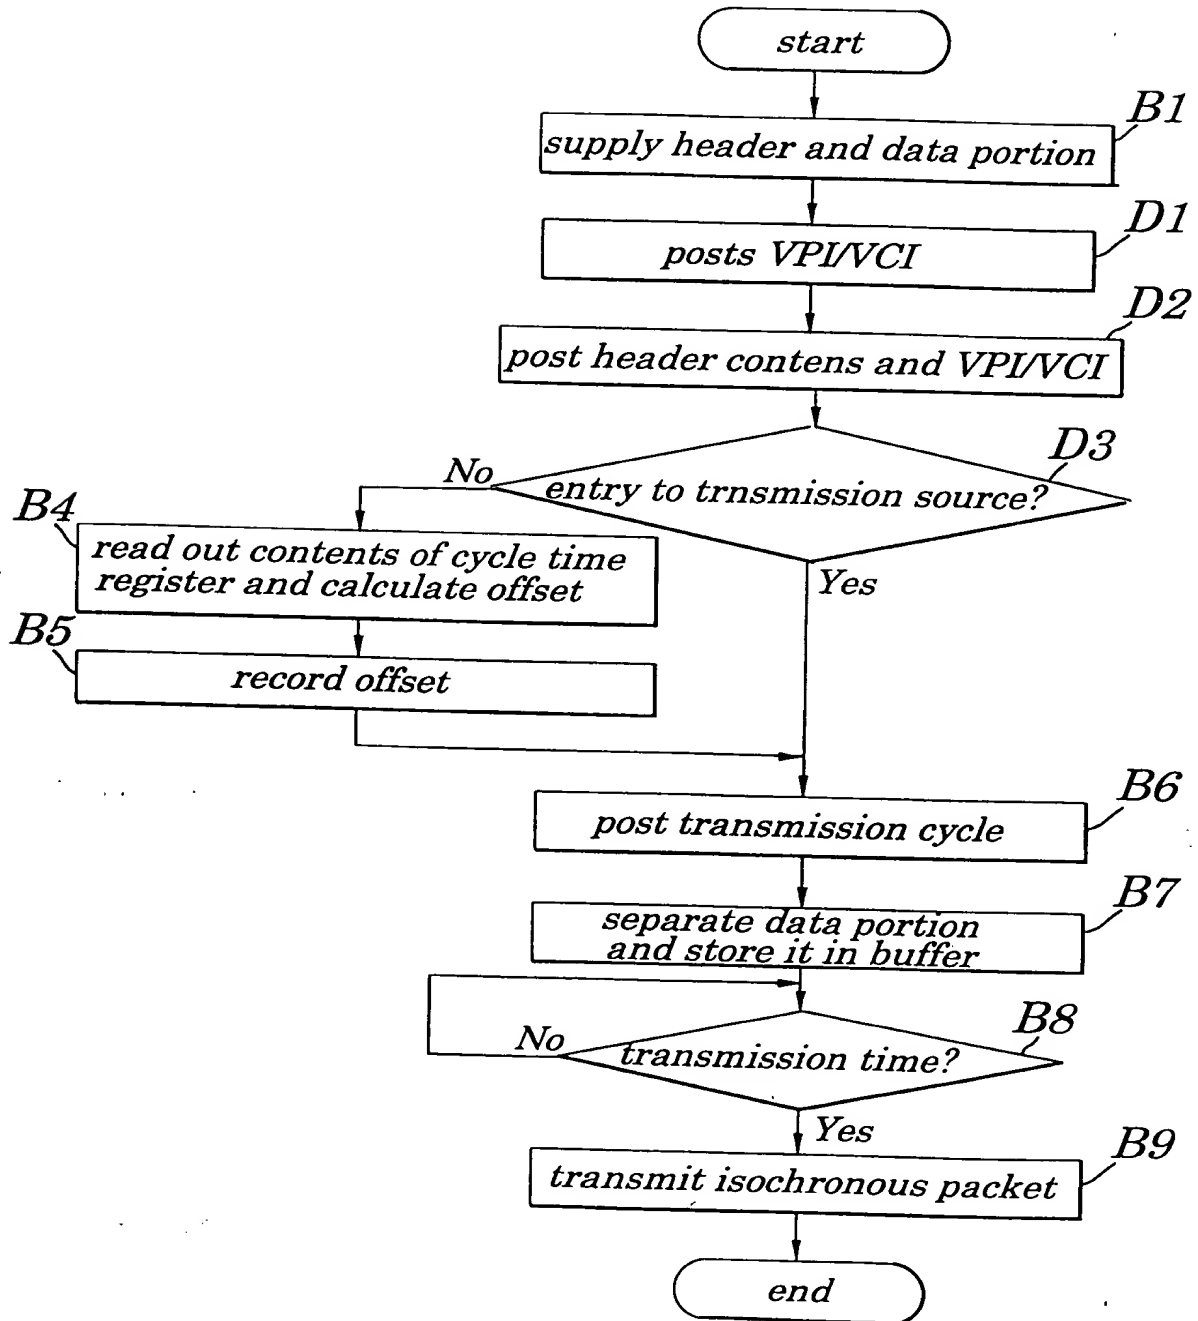 start
B1
supply header and data portion
D1
posts VPI/VCI
D2
post header contens and VPI/VCI
D3
No
entry to trnsmission source?
B4
read out contents of cycle time
register and calculate offset
Yes
B5
record offset
B6
post transmission cycle
B7
separate data portion
and store it in buffer
B8
No
transmission time?
Yes
B9
transmit isochronous packet
end